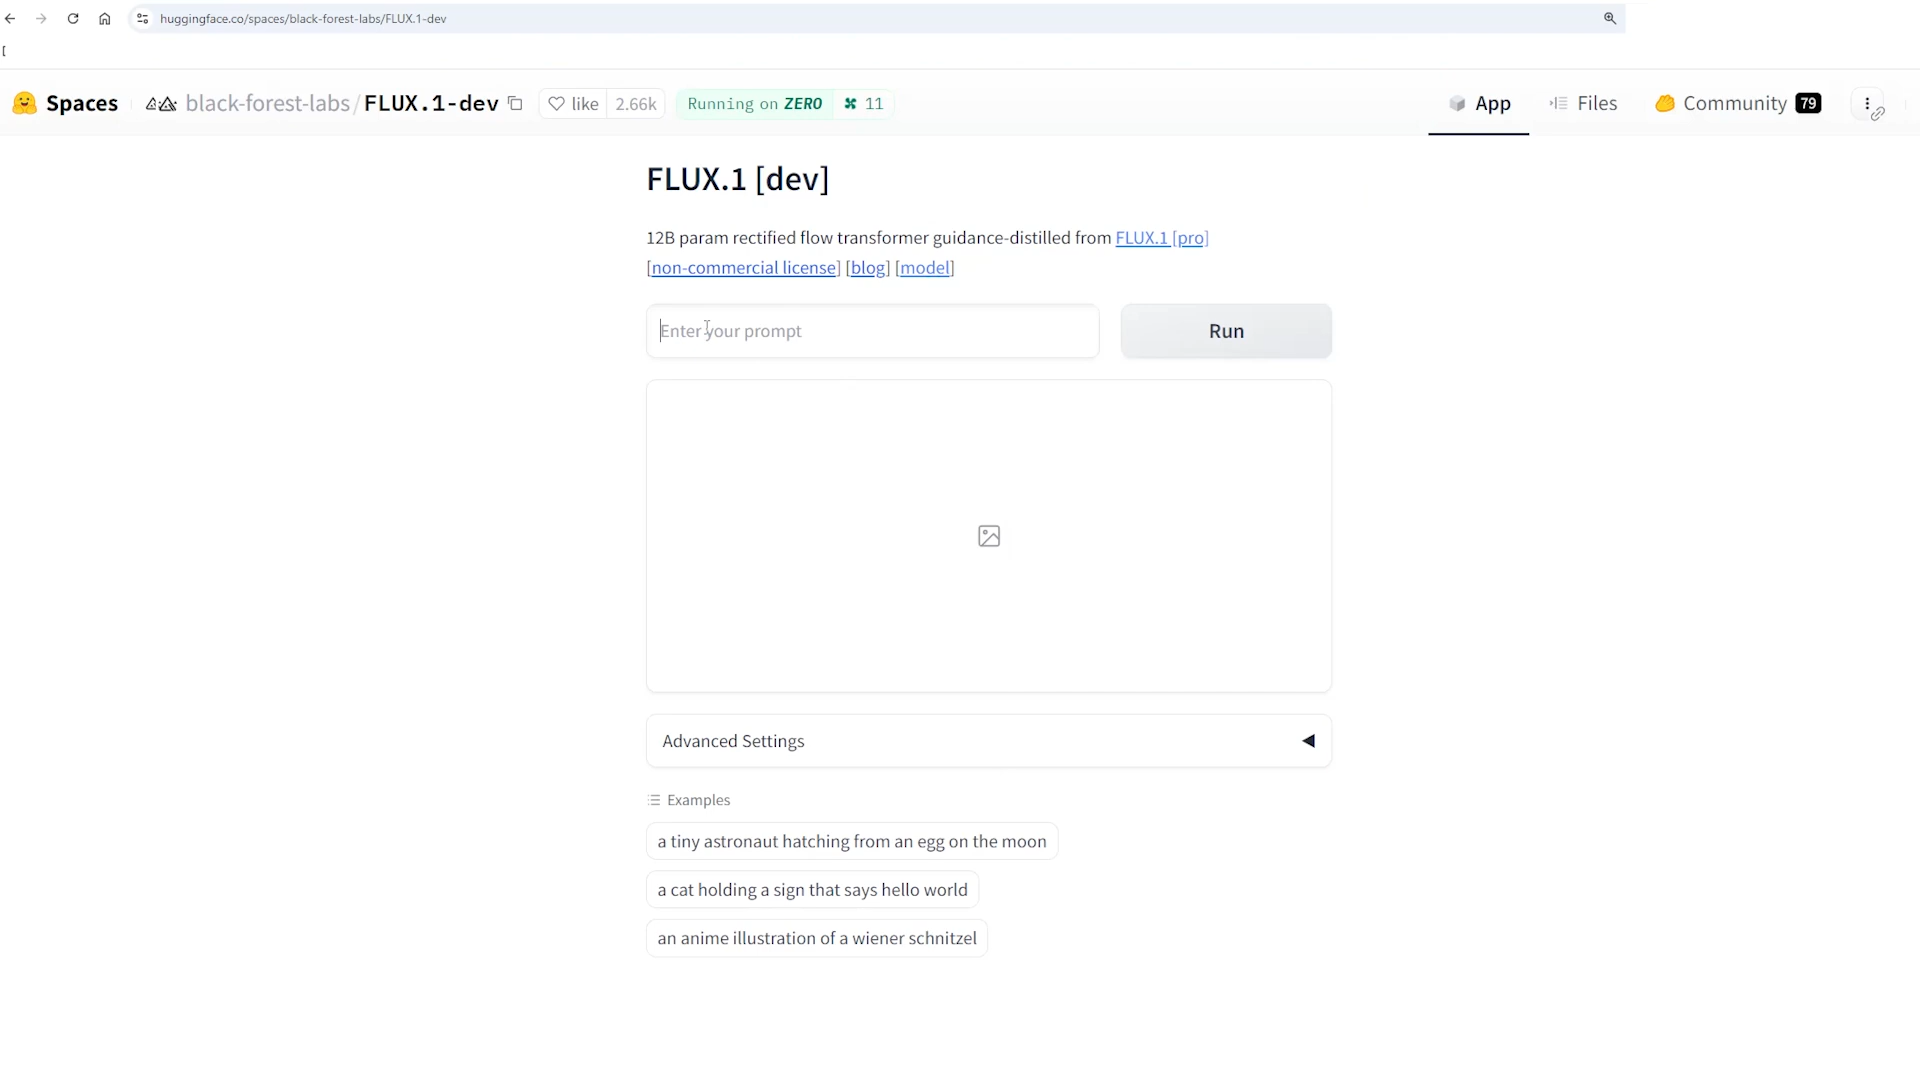 huggingface.co/spaces/black-forest-labs/FLUX.1-dev
[
Spaces black-forest-labs/FLUX.1-dev like 2.66k Running on ZERO 11 App Files Community 79
FLUX.1 [dev]
12B param rectified flow transformer guidance-distilled from FLUX.1 [pro]
[non-commercial license] [blog] [model]
Enter your prompt Run
Advanced Settings
Examples
a tiny astronaut hatching from an egg on the moon
a cat holding a sign that says hello world
an anime illustration of a wiener schnitzel